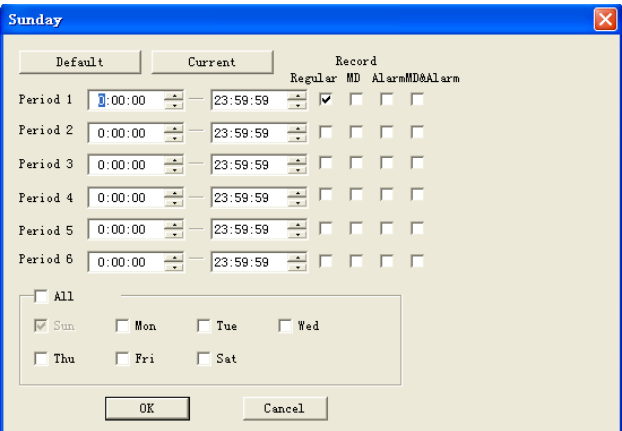 Sunday
Default Current Record
Regular MD AlarmMD&Alarm
Period 1 0:00:00 23:59:59
Period 2 0:00:00 23:59:59
Period 3 0:00:00 23:59:59
Period 4 0:00:00 23:59:59
Period 5 0:00:00 23:59:59
Period 6 0:00:00 23:59:59
All
Sun Mon Tue Wed
Thu Fri Sat
OK Cancel